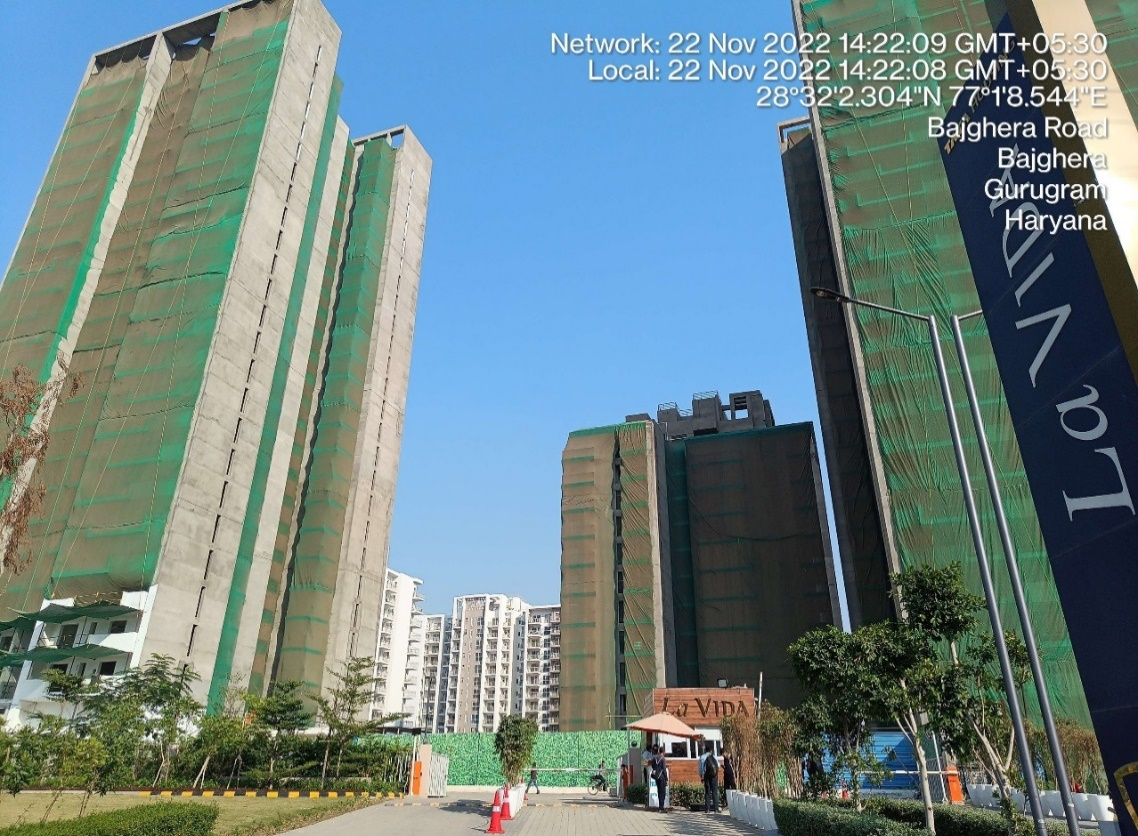 Network: 22 Nov 2022 14:22:09 GMT+05:30
Local: 22 Nov 2022 14:22:08 GMT+05:30
28°32'2.304"N 77°1'8.544"E
Bajghera Road
Bajghera
Gurugram
Haryana
La VIDA
La VIDA